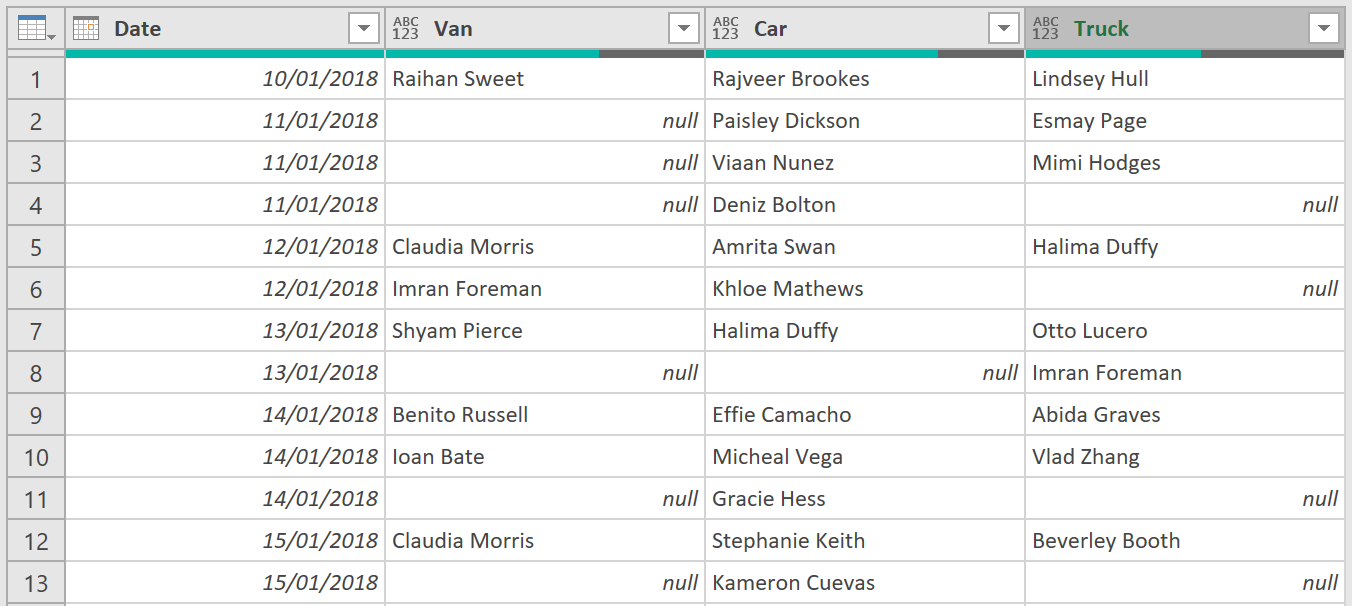 Date ABC 123 Van ABC 123 Car ABC 123 Truck
1 10/01/2018 Raihan Sweet Rajveer Brookes Lindsey Hull
2 11/01/2018 null Paisley Dickson Esmay Page
3 11/01/2018 null Viaan Nunez Mimi Hodges
4 11/01/2018 null Deniz Bolton null
5 12/01/2018 Claudia Morris Amrita Swan Halima Duffy
6 12/01/2018 Imran Foreman Khloe Mathews null
7 13/01/2018 Shyam Pierce Halima Duffy Otto Lucero
8 13/01/2018 null null Imran Foreman
9 14/01/2018 Benito Russell Effie Camacho Abida Graves
10 14/01/2018 Ioan Bate Micheal Vega Vlad Zhang
11 14/01/2018 null Gracie Hess null
12 15/01/2018 Claudia Morris Stephanie Keith Beverley Booth
13 15/01/2018 null Kameron Cuevas null